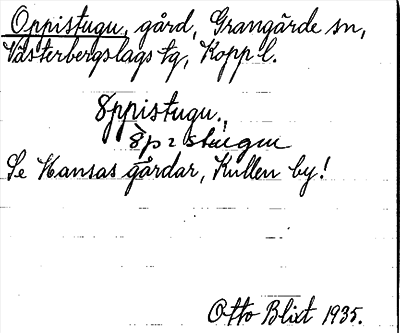 Oppistugu, gård, Grangärde sn,
Västerbergslags tg, Kopp l.
Oppistugu.,
Se Hansas gårdar, Kullen by!
Otto Blixt 1935.